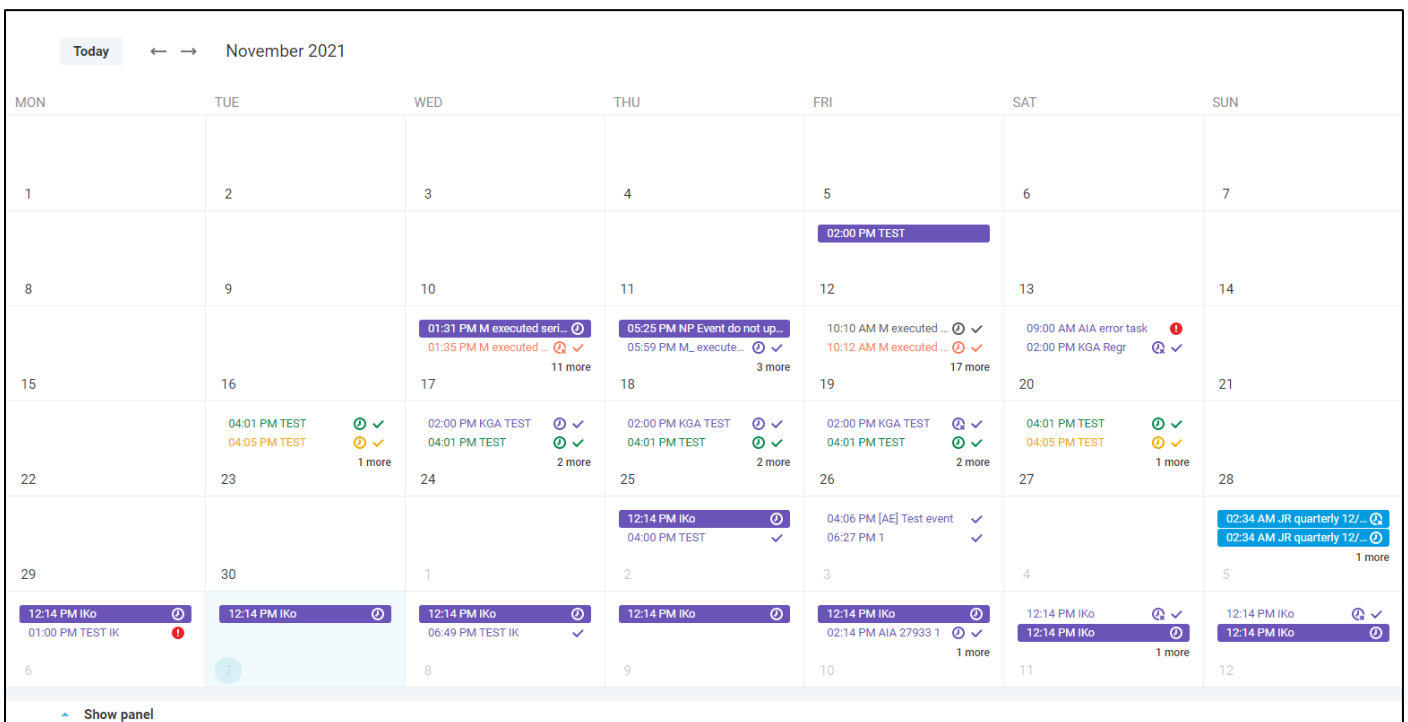 Today ← → November 2021
MON TUE WED THU FRI SAT SUN
1 2 3 4 5 6 7
02:00 PM TEST
8 9 10 11 12 13 14
01:31 PM M executed seri... 05:25 PM NP Event do not up... 10:10 AM M executed ... 09:00 AM AIA error task
01:35 PM M executed ... 05:59 PM M_ execute... 10:12 AM M executed ... 02:00 PM KGA Regr
11 more 3 more 17 more
15 16 17 18 19 20 21
04:01 PM TEST 02:00 PM KGA TEST 02:00 PM KGA TEST 02:00 PM KGA TEST 04:01 PM TEST
04:05 PM TEST 04:01 PM TEST 04:01 PM TEST 04:01 PM TEST 04:05 PM TEST
1 more 2 more 2 more 2 more 1 more
22 23 24 25 26 27 28
12:14 PM IKo 04:06 PM [AE] Test event 02:34 AM JR quarterly 12/...
04:00 PM TEST 06:27 PM 1 02:34 AM JR quarterly 12/...
1 more
29 30 1 2 3 4 5
12:14 PM IKo 12:14 PM IKo 12:14 PM IKo 12:14 PM IKo 12:14 PM IKo 12:14 PM IKo 12:14 PM IKo
01:00 PM TEST IK 06:49 PM TEST IK 02:14 PM AIA 27933 1 12:14 PM IKo 12:14 PM IKo
1 more 1 more
6 7 8 9 10 11 12
Show panel